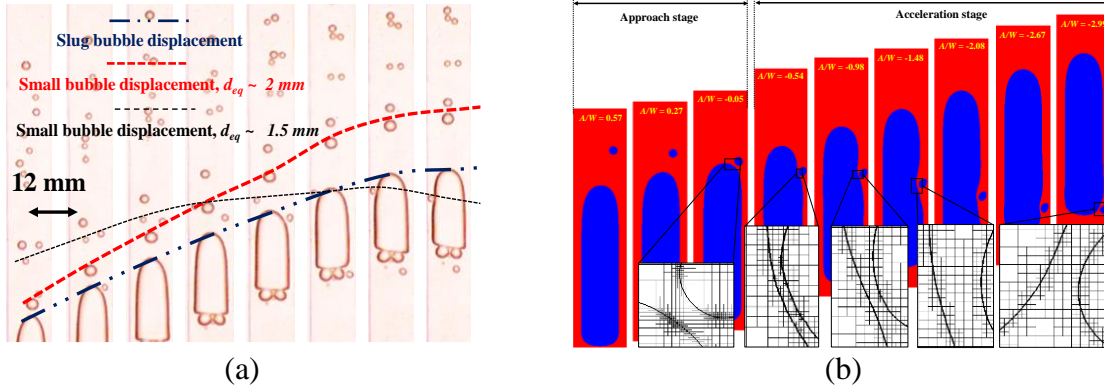 Slug bubble displacement
Small bubble displacement, deq ~ 2 mm
Small bubble displacement, deq ~ 1.5 mm
12 mm
(a)
Approach stage
Acceleration stage
A/W = 0.57
A/W = 0.27
A/W = -0.05
A/W = -0.54
A/W = -0.98
A/W = -1.48
A/W = -2.08
A/W = -2.67
A/W = -2.99
(b)